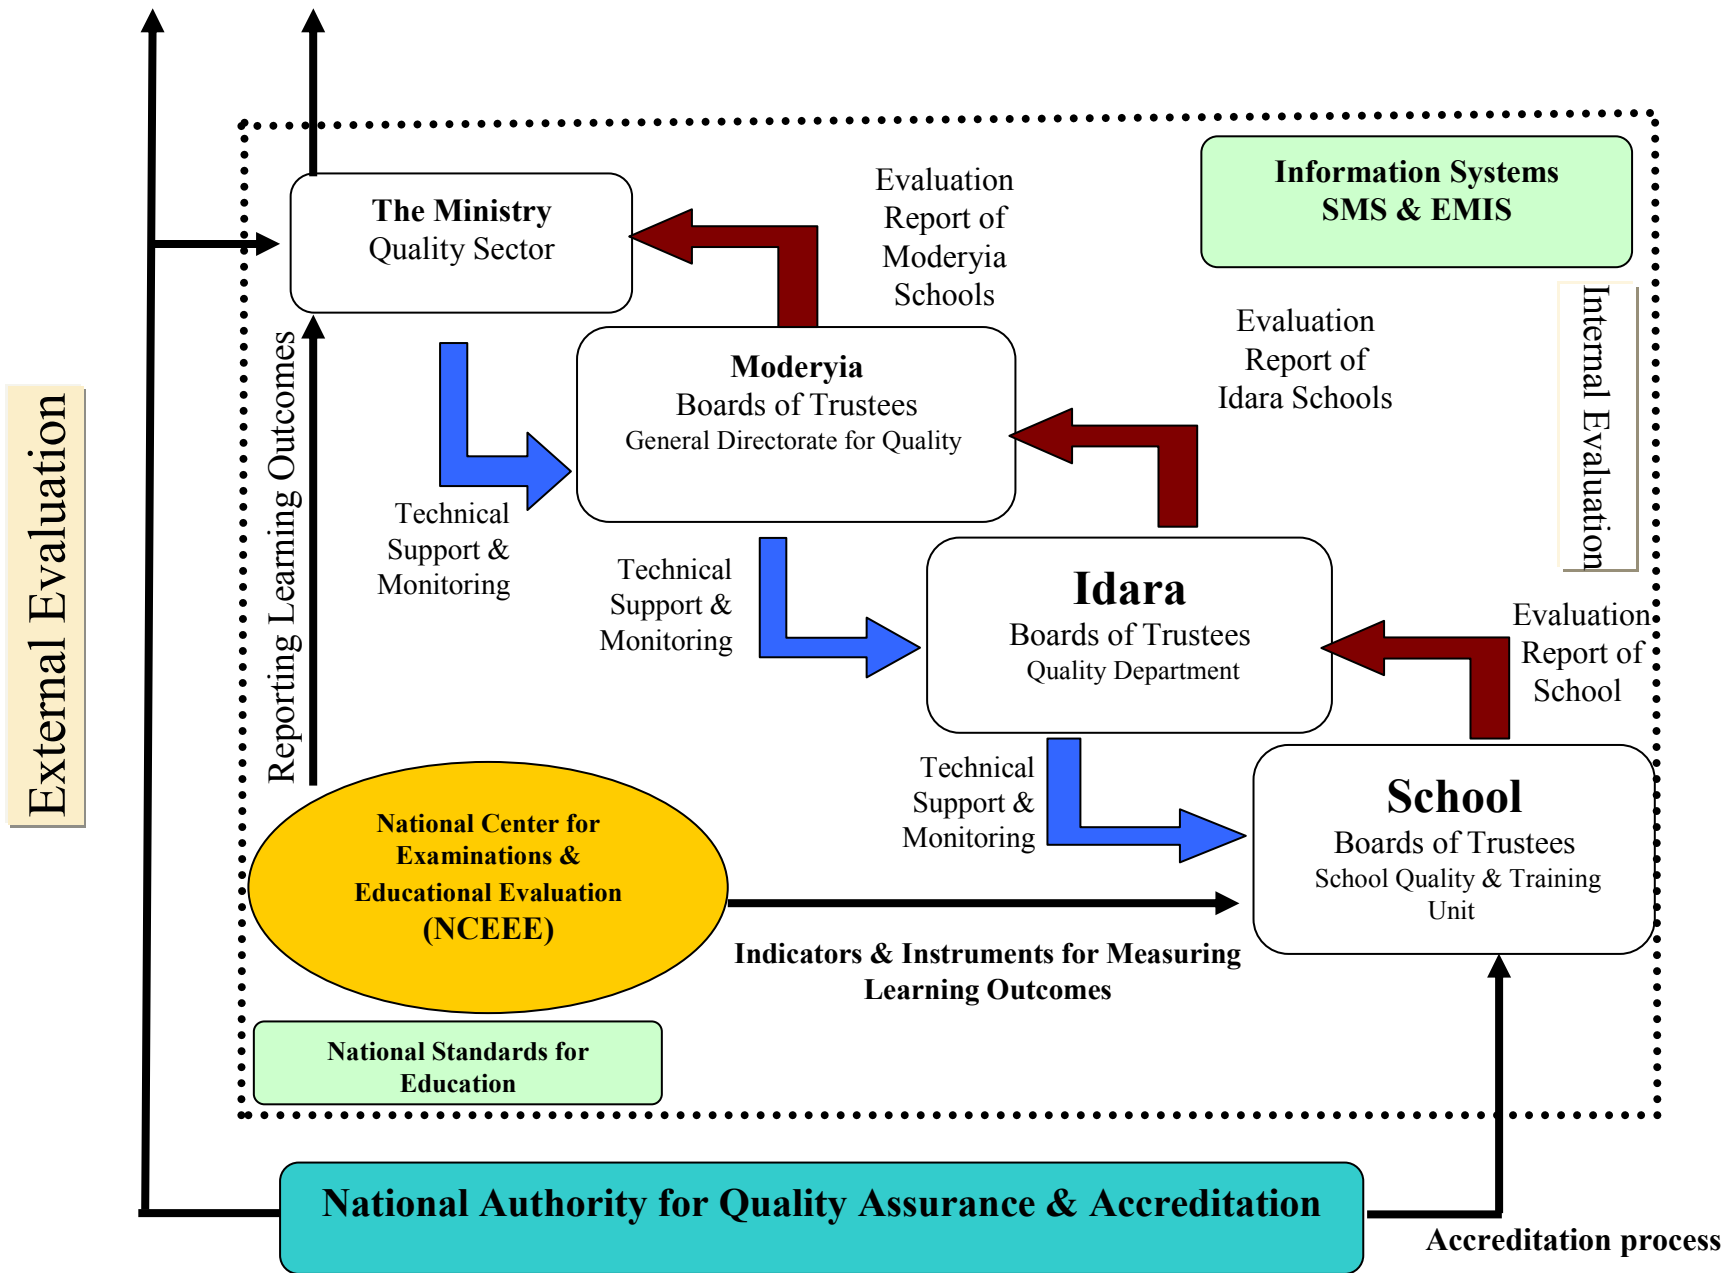 The Ministry
Quality Sector
Evaluation
Report of
Moderyia
Schools
Information Systems
SMS & EMIS
Moderyia
Boards of Trustees
General Directorate for Quality
Evaluation
Report of
Idara Schools
Internal Evaluation
External Evaluation
Reporting Learning Outcomes
Technical
Support &
Monitoring
Technical
Support &
Monitoring
Idara
Boards of Trustees
Quality Department
Evaluation
Report of
School
Technical
Support &
Monitoring
School
Boards of Trustees
School Quality & Training
Unit
National Center for
Examinations &
Educational Evaluation
(NCEEE)
Indicators & Instruments for Measuring
Learning Outcomes
National Standards for
Education
National Authority for Quality Assurance & Accreditation
Accreditation process